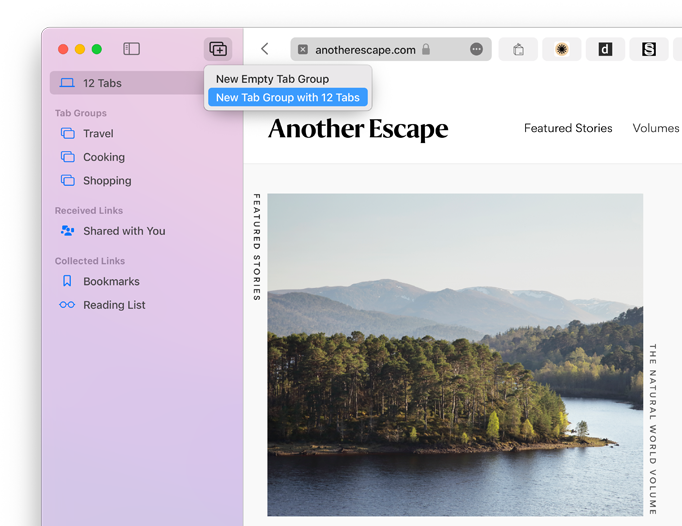 anotherescape.com
d
S
12 Tabs
New Empty Tab Group
New Tab Group with 12 Tabs
Tab Groups
Travel
Cooking
Shopping
Received Links
Shared with You
Collected Links
Bookmarks
Reading List
Another Escape
Featured Stories
Volumes
FEATURED STORIES
THE NATURAL WORLD VOLUME